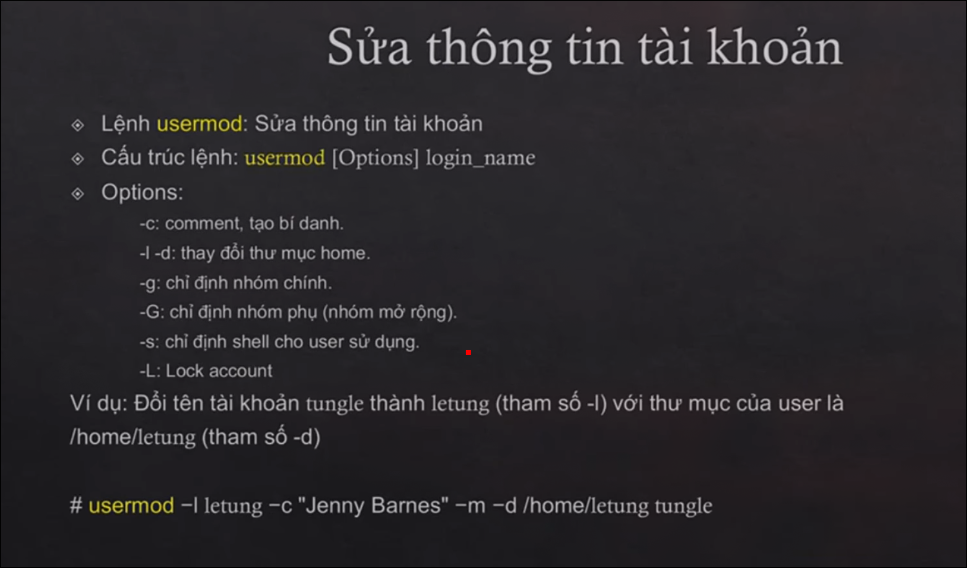 Sửa thông tin tài khoản
Lệnh usermod: Sửa thông tin tài khoản
Cấu trúc lệnh: usermod [Options] login_name
Options:
-c: comment, tạo bí danh.
-l -d: thay đổi thư mục home.
-g: chỉ định nhóm chính.
-G: chỉ định nhóm phụ (nhóm mở rộng).
-s: chỉ định shell cho user sử dụng.
-L: Lock account
Ví dụ: Đổi tên tài khoản tungle thành letung (tham số -l) với thư mục của user là
/home/letung (tham số -d)
# usermod −l letung −c "Jenny Barnes" −m −d /home/letung tungle